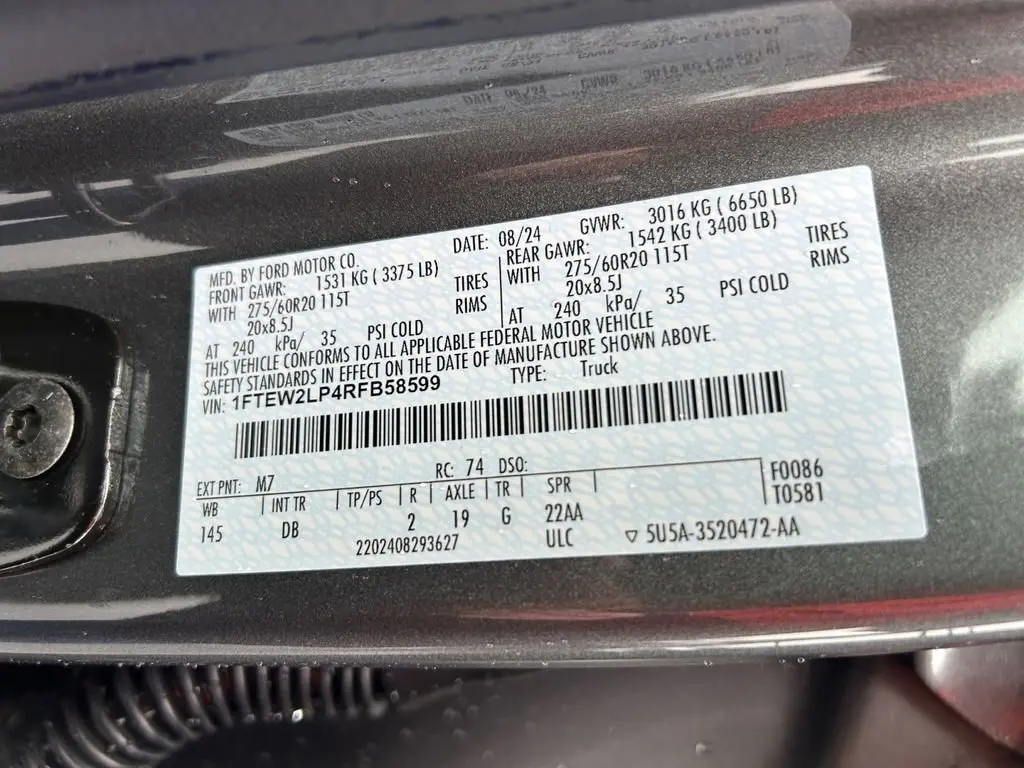 MFD. BY FORD MOTOR CO.
DATE: 08/24 GVWR: 3016 KG ( 6650 LB)
FRONT GAWR: 1531 KG ( 3375 LB)
WITH 275/60R20 115T TIRES
20x8.5J RIMS
AT 240 kPa/ 35 PSI COLD
REAR GAWR: 1542 KG ( 3400 LB)
WITH 275/60R20 115T TIRES
20x8.5J RIMS
AT 240 kPa/ 35 PSI COLD
THIS VEHICLE CONFORMS TO ALL APPLICABLE FEDERAL MOTOR VEHICLE
SAFETY STANDARDS IN EFFECT ON THE DATE OF MANUFACTURE SHOWN ABOVE.
VIN: 1FTEW2LP4RFB58599 TYPE: Truck
EXT PNT: M7 RC: 74 DSO:
WB INT TR TP/PS R AXLE TR SPR F0086
145 DB 2 19 G 22AA T0581
2202408293627 ULC ▽ 5U5A-3520472-AA